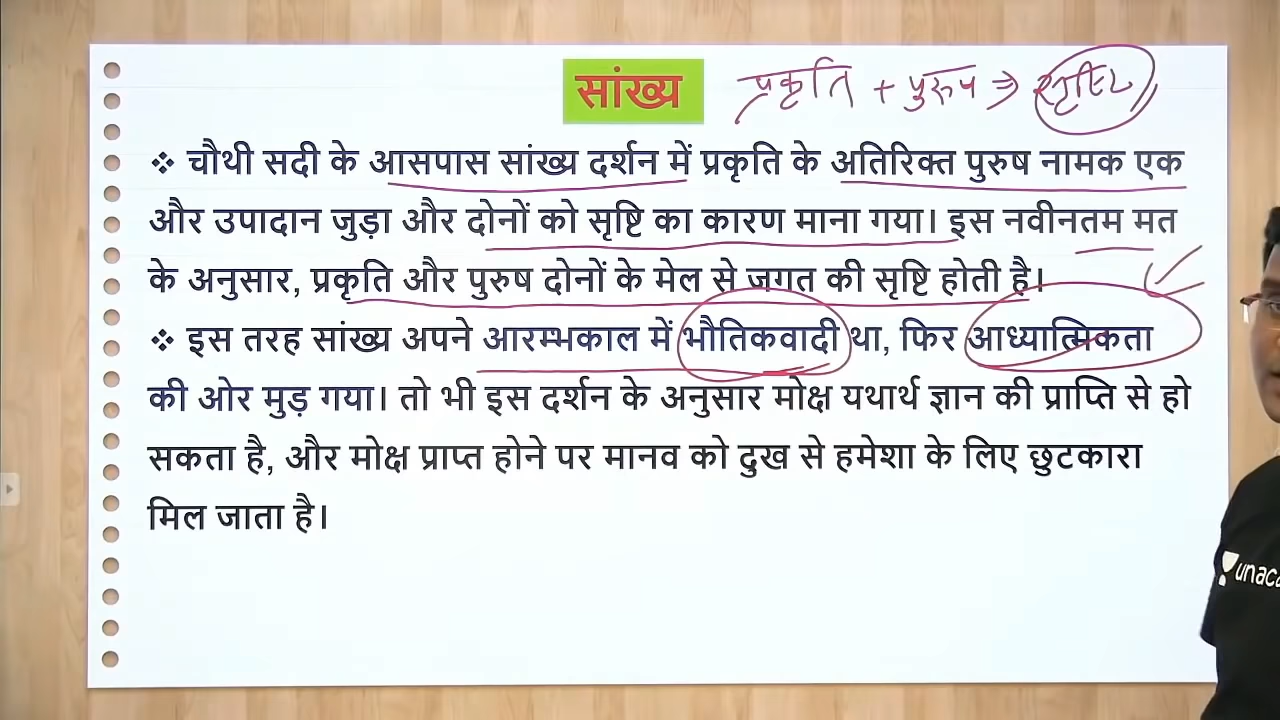 सांख्य
प्रकृति + पुरुष ⇒ सृष्टि
❖ चौथी सदी के आसपास सांख्य दर्शन में प्रकृति के अतिरिक्त पुरुष नामक एक
और उपादान जुड़ा और दोनों को सृष्टि का कारण माना गया। इस नवीनतम मत
के अनुसार, प्रकृति और पुरुष दोनों के मेल से जगत की सृष्टि होती है।
❖ इस तरह सांख्य अपने आरम्भकाल में भौतिकवादी था, फिर आध्यात्मिकता
की ओर मुड़ गया। तो भी इस दर्शन के अनुसार मोक्ष यथार्थ ज्ञान की प्राप्ति से हो
सकता है, और मोक्ष प्राप्त होने पर मानव को दुख से हमेशा के लिए छुटकारा
मिल जाता है।
unaca